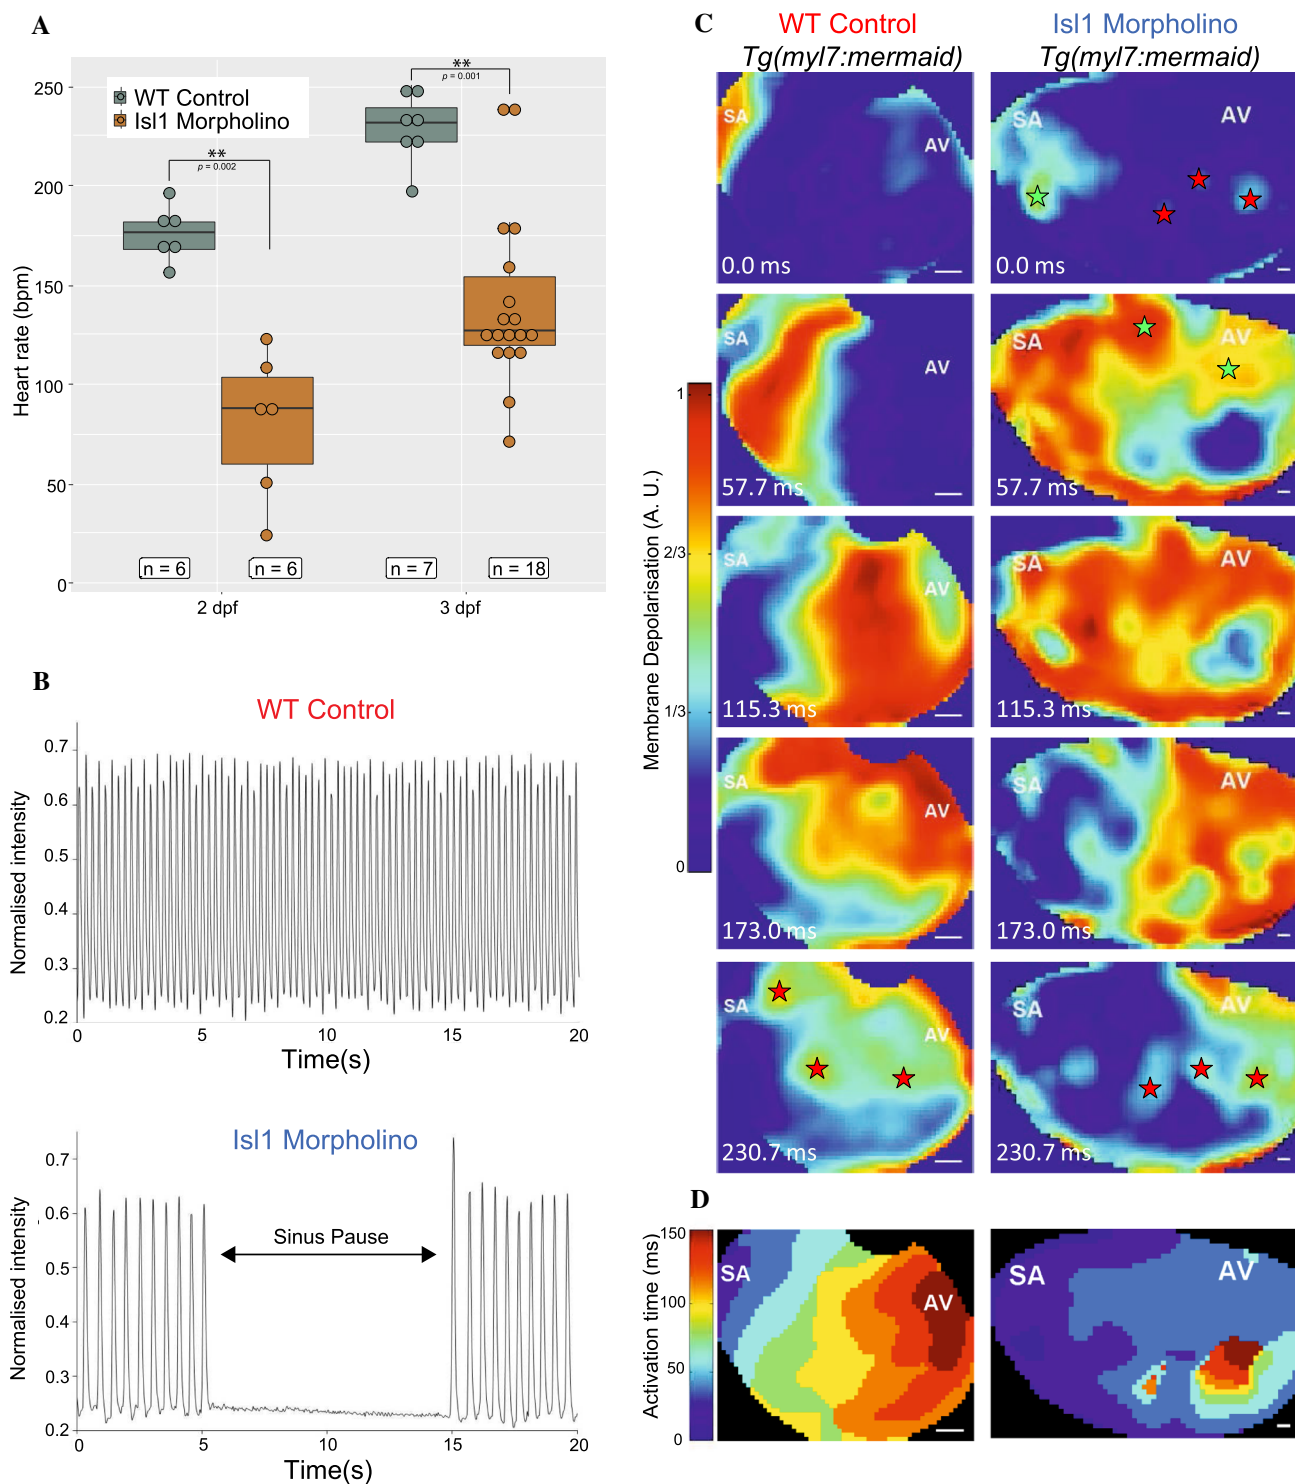 A
WT Control
Isl1 Morpholino
**
p = 0.002
**
p = 0.001
Heart rate (bpm)
250
200
150
100
50
0
n = 6
n = 6
n = 7
n = 18
2 dpf
3 dpf
B
WT Control
Normalised intensity
0.7
0.6
0.5
0.4
0.3
0.2
0
5
10
15
20
Time(s)
Isl1 Morpholino
Sinus Pause
Normalised intensity
0.7
0.6
0.5
0.4
0.3
0.2
0
5
10
15
20
Time(s)
C
WT Control
Tg(myl7:mermaid)
Isl1 Morpholino
Tg(myl7:mermaid)
Membrane Depolarisation (A. U.)
1
2/3
1/3
0
SA
AV
0.0 ms
SA
AV
0.0 ms
SA
AV
57.7 ms
SA
AV
57.7 ms
SA
AV
115.3 ms
SA
AV
115.3 ms
SA
AV
173.0 ms
SA
AV
173.0 ms
SA
AV
230.7 ms
SA
AV
230.7 ms
D
Activation time (ms)
150
100
50
0
SA
AV
SA
AV